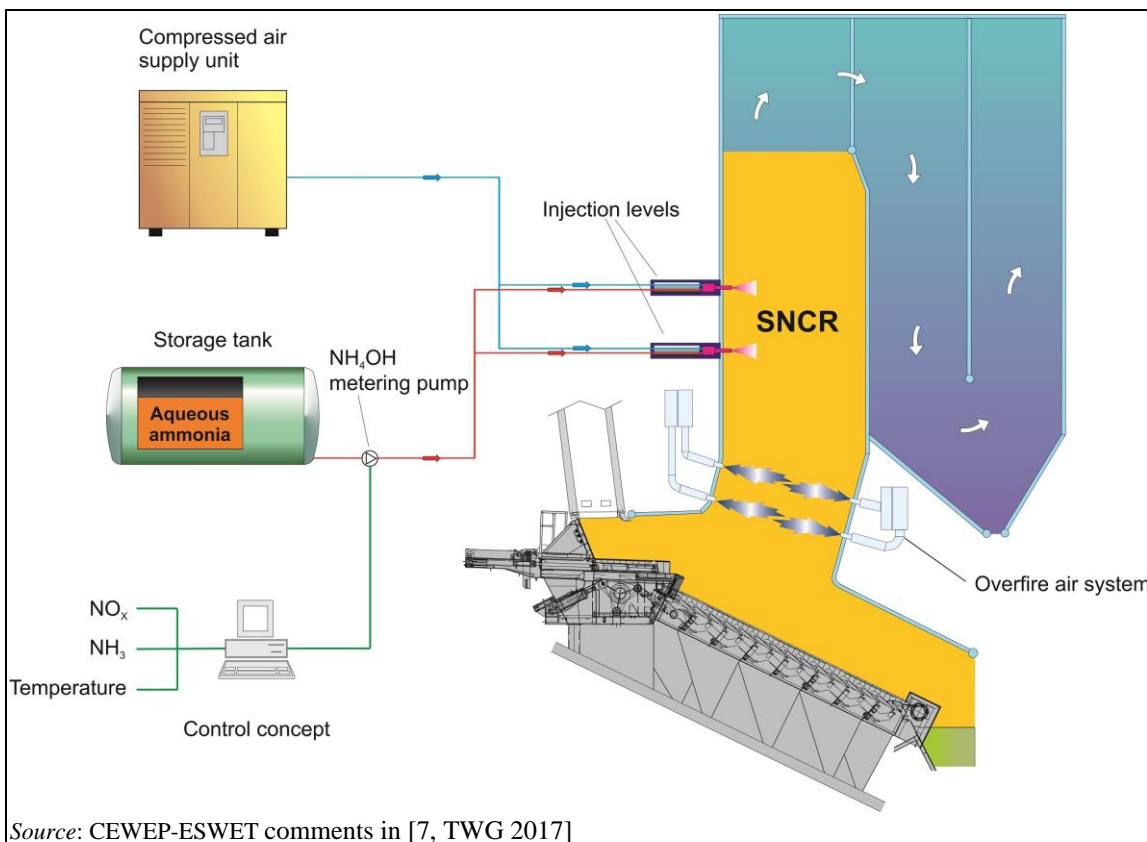 Compressed air
supply unit
Injection levels
SNCR
Storage tank
NH₄OH
metering pump
Aqueous
ammonia
Overfire air system
NOₓ
NH₃
Temperature
Control concept
Source: CEWEP-ESWET comments in [7, TWG 2017]